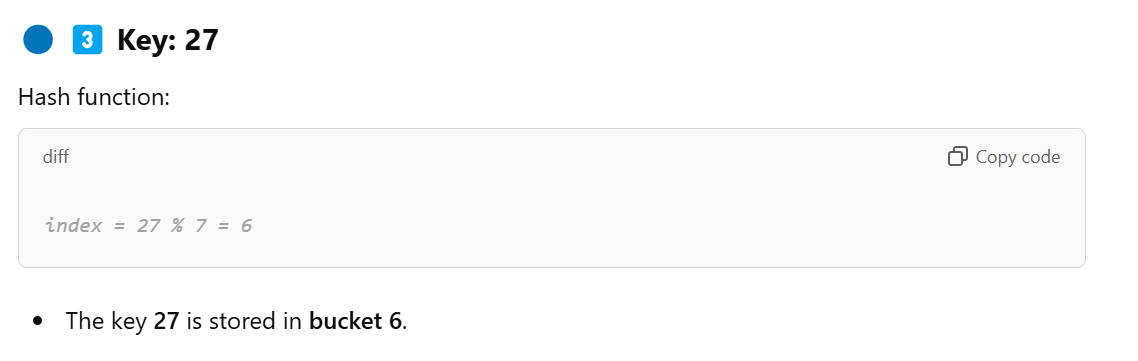 3 Key: 27
Hash function:
diff Copy code
index = 27 % 7 = 6
• The key 27 is stored in bucket 6.